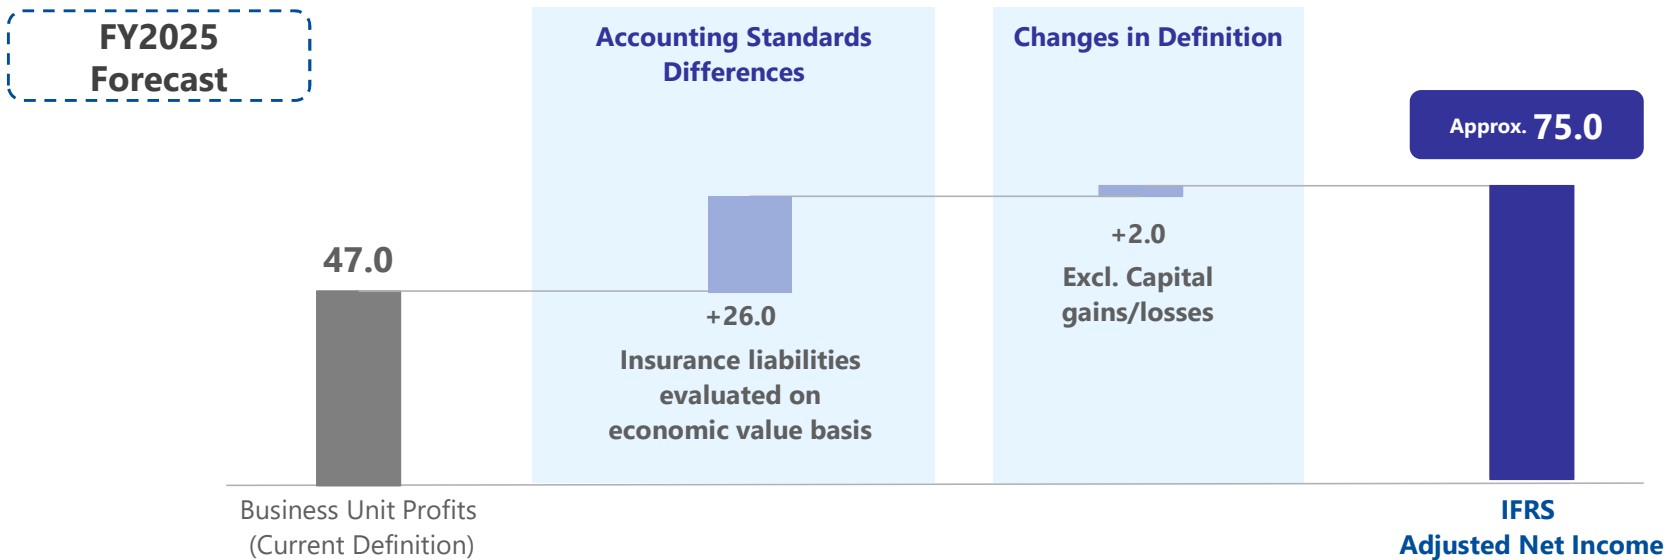 FY2025
Forecast
Accounting Standards
Differences
Changes in Definition
Approx. 75.0
47.0
+26.0
Insurance liabilities
evaluated on
economic value basis
+2.0
Excl. Capital
gains/losses
Business Unit Profits
(Current Definition)
IFRS
Adjusted Net Income